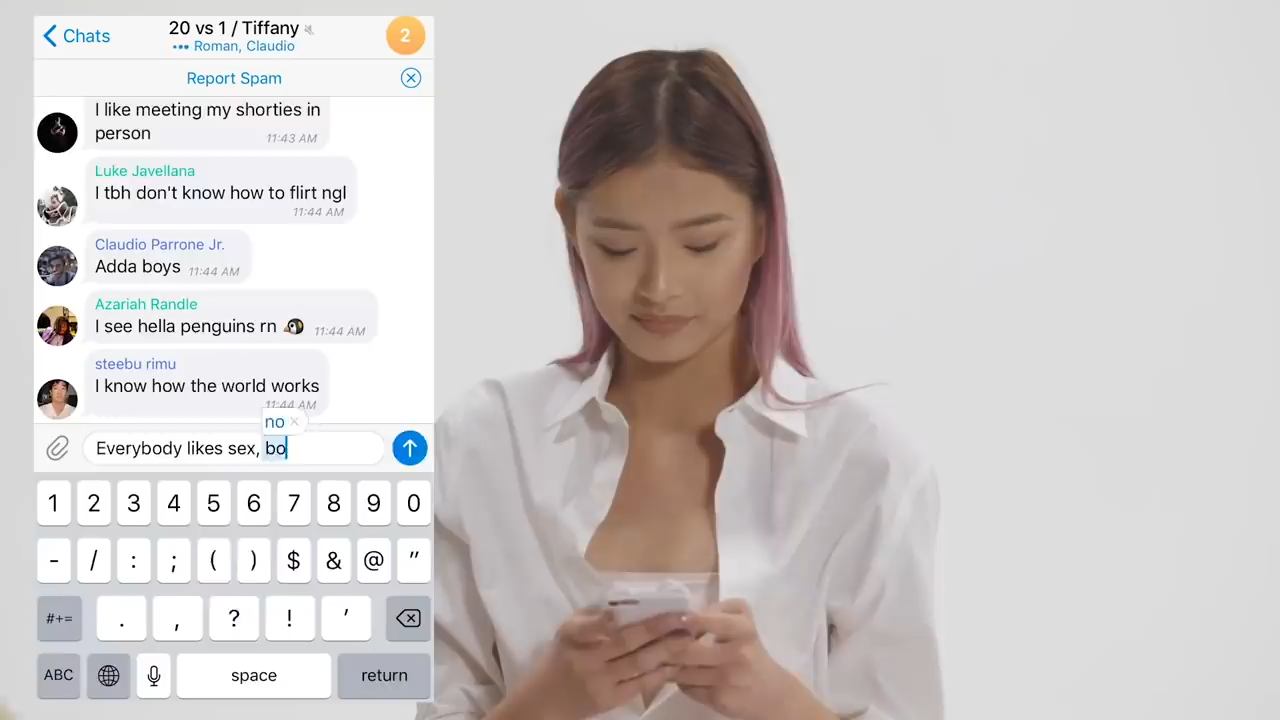 Chats
20 vs 1 / Tiffany
2
••• Roman, Claudio
Report Spam
I like meeting my shorties in
person
11:43 AM
Luke Javellana
I tbh don't know how to flirt ngl
11:44 AM
Claudio Parrone Jr.
Adda boys 11:44 AM
Azariah Randle
I see hella penguins rn 🐧 11:44 AM
steebu rimu
I know how the world works
11:44 AM
no ×
Everybody likes sex, bo
1 2 3 4 5 6 7 8 9 0
- / : ; ( ) $ & @ "
#+= . , ? ! '
ABC space return